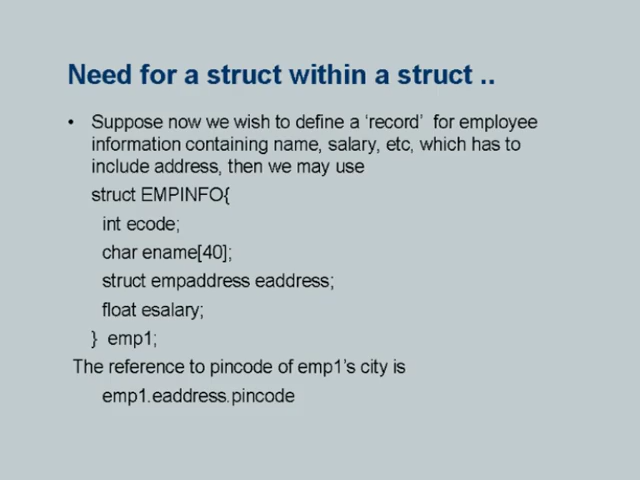 Need for a struct within a struct ..
• Suppose now we wish to define a ‘record’ for employee
information containing name, salary, etc, which has to
include address, then we may use
struct EMPINFO{
int ecode;
char ename[40];
struct empaddress eaddress;
float esalary;
} emp1;
The reference to pincode of emp1’s city is
emp1.eaddress.pincode